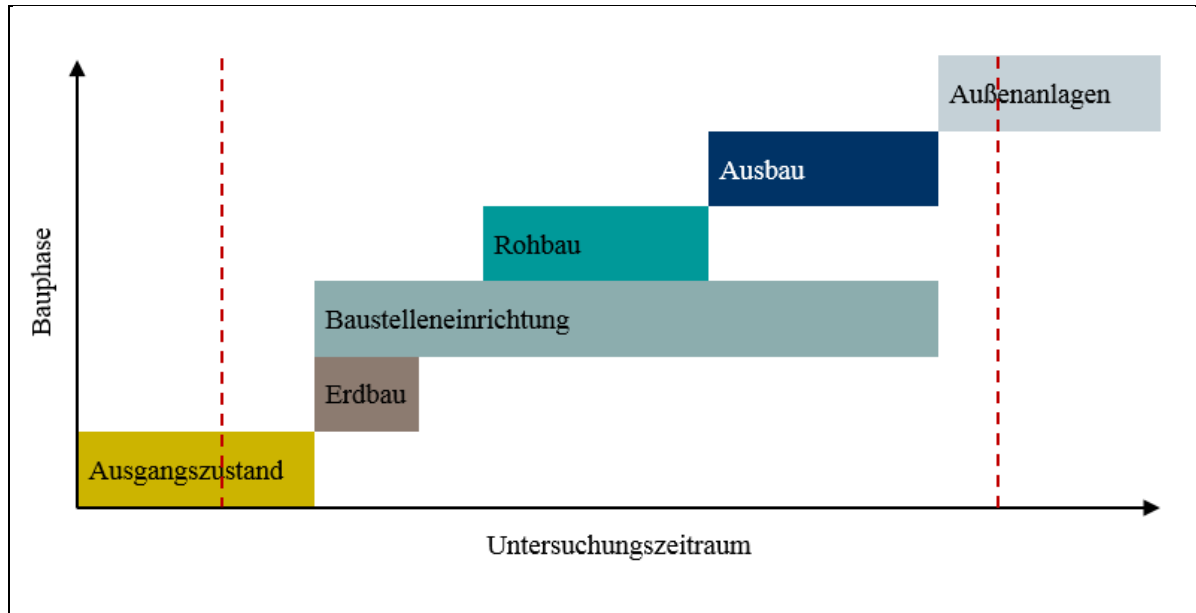 Außenanlagen
Ausbau
Rohbau
Baustelleneinrichtung
Erdbau
Ausgangszustand
Bauphase
Untersuchungszeitraum